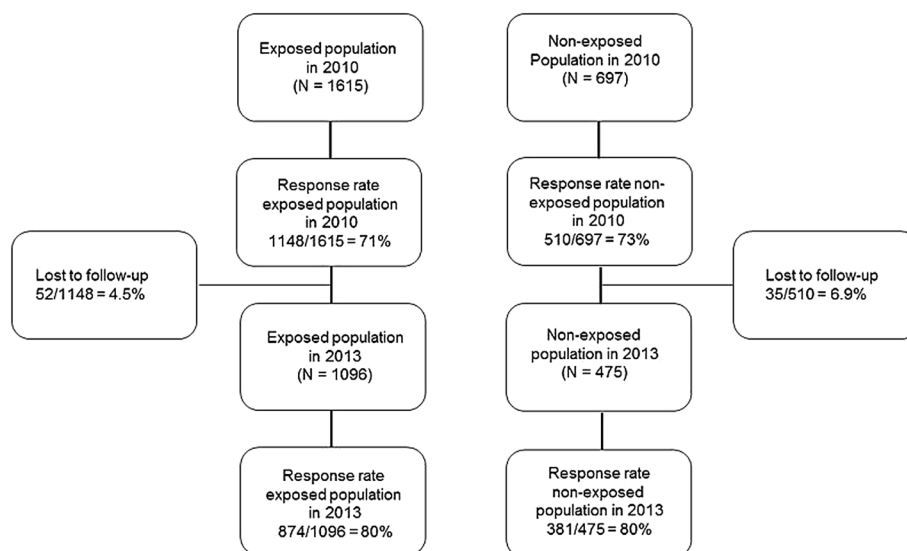 Exposed population
in 2010
(N = 1615)
Non-exposed
Population in 2010
(N = 697)
Response rate
exposed population
in 2010
1148/1615 = 71%
Response rate non-
exposed population
in 2010
510/697 = 73%
Lost to follow-up
52/1148 = 4.5%
Lost to follow-up
35/510 = 6.9%
Exposed population
in 2013
(N = 1096)
Non-exposed
population in 2013
(N = 475)
Response rate
exposed population
in 2013
874/1096 = 80%
Response rate
non-exposed
population in 2013
381/475 = 80%